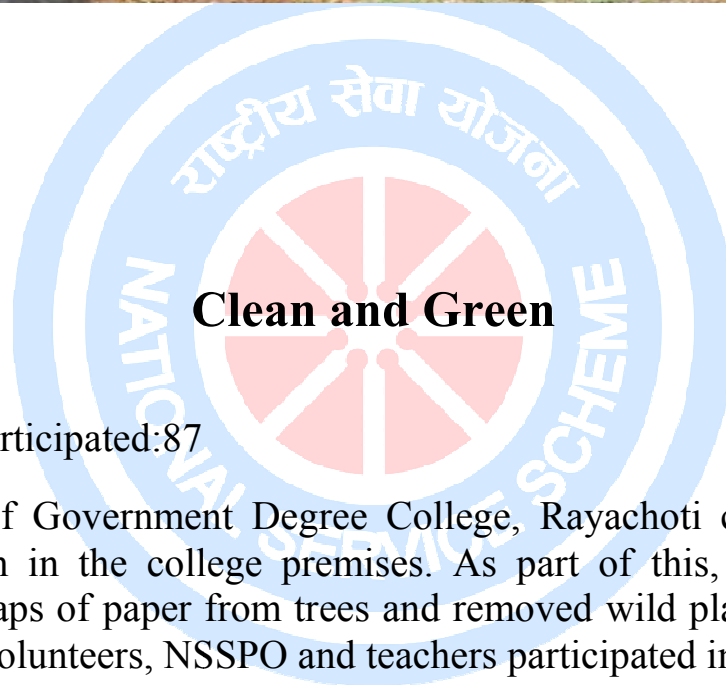 राष्ट्रीय सेवा योजना
NATIONAL SERVICE SCHEME
Clean and Green
rticipated:87
f Government Degree College, Rayachoti
in the college premises. As part of this,
aps of paper from trees and removed wild pla
olunteers, NSSPO and teachers participated in